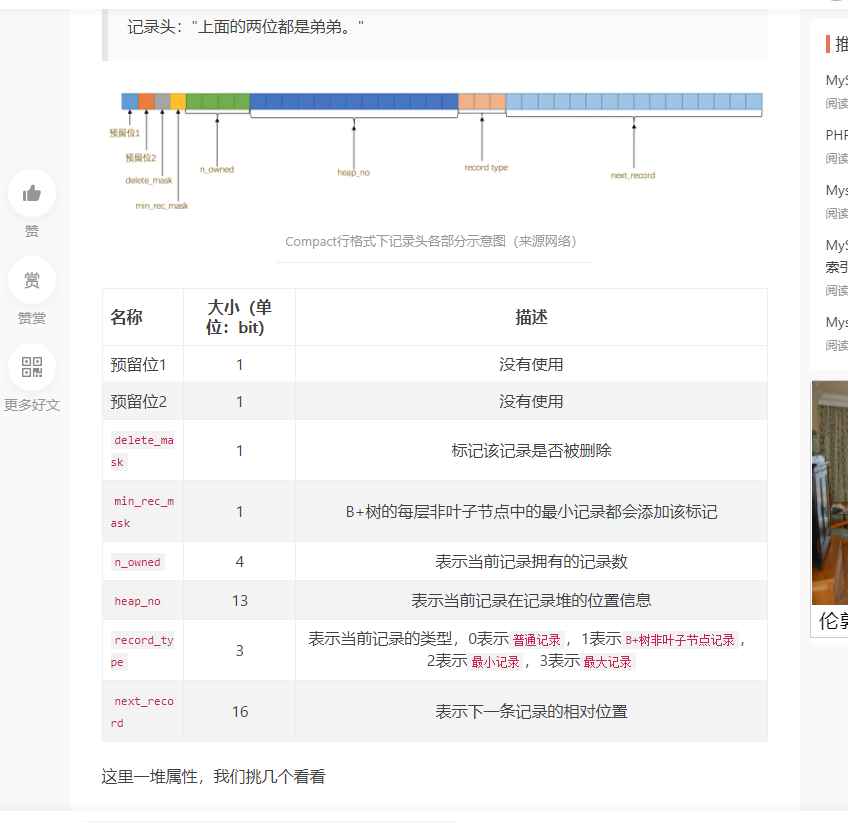 记录头："上面的两位都是弟弟。"
预留位1
预留位2
delete_mask
min_rec_mask
n_owned
heap_no
record type
next_record
Compact行格式下记录头各部分示意图（来源网络）
名称 大小（单位：bit） 描述
预留位1 1 没有使用
预留位2 1 没有使用
delete_mask 1 标记该记录是否被删除
min_rec_mask 1 B+树的每层非叶子节点中的最小记录都会添加该标记
n_owned 4 表示当前记录拥有的记录数
heap_no 13 表示当前记录在记录堆的位置信息
record_type 3 表示当前记录的类型，0表示 普通记录 ，1表示 B+树非叶子节点记录 ，
2表示 最小记录 ，3表示 最大记录
next_record 16 表示下一条记录的相对位置
这里一堆属性，我们挑几个看看
赞
赏
赞赏
更多好文
推
MyS
阅读
PHP
阅读
Mys
阅读
MyS
索引
阅读
Mys
阅读
伦敦